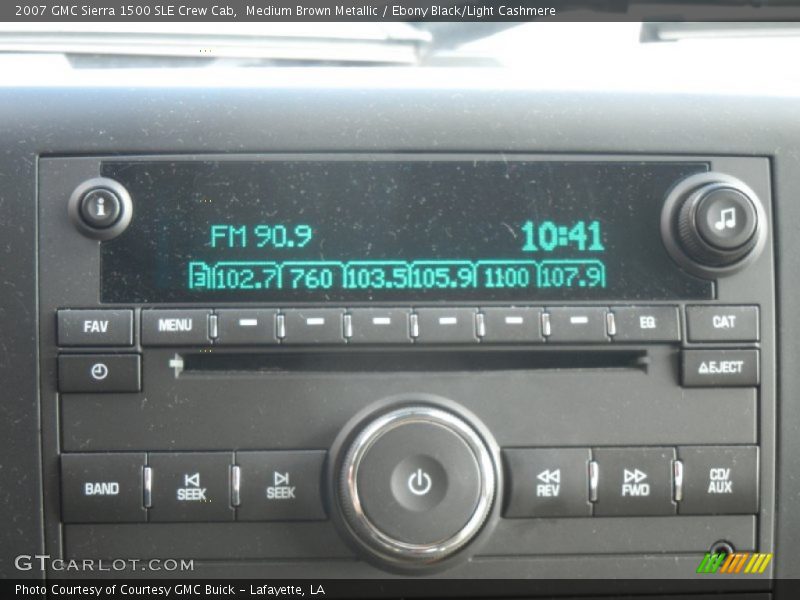 2007 GMC Sierra 1500 SLE Crew Cab,  Medium Brown Metallic / Ebony Black/Light Cashmere
i
FM 90.9 10:41
3 102.7 760 103.5 105.9 1100 107.9
FAV MENU EQ CAT
EJECT
BAND SEEK SEEK REV FWD CD/
AUX
GTCARLOT.COM
Photo Courtesy of Courtesy GMC Buick - Lafayette, LA